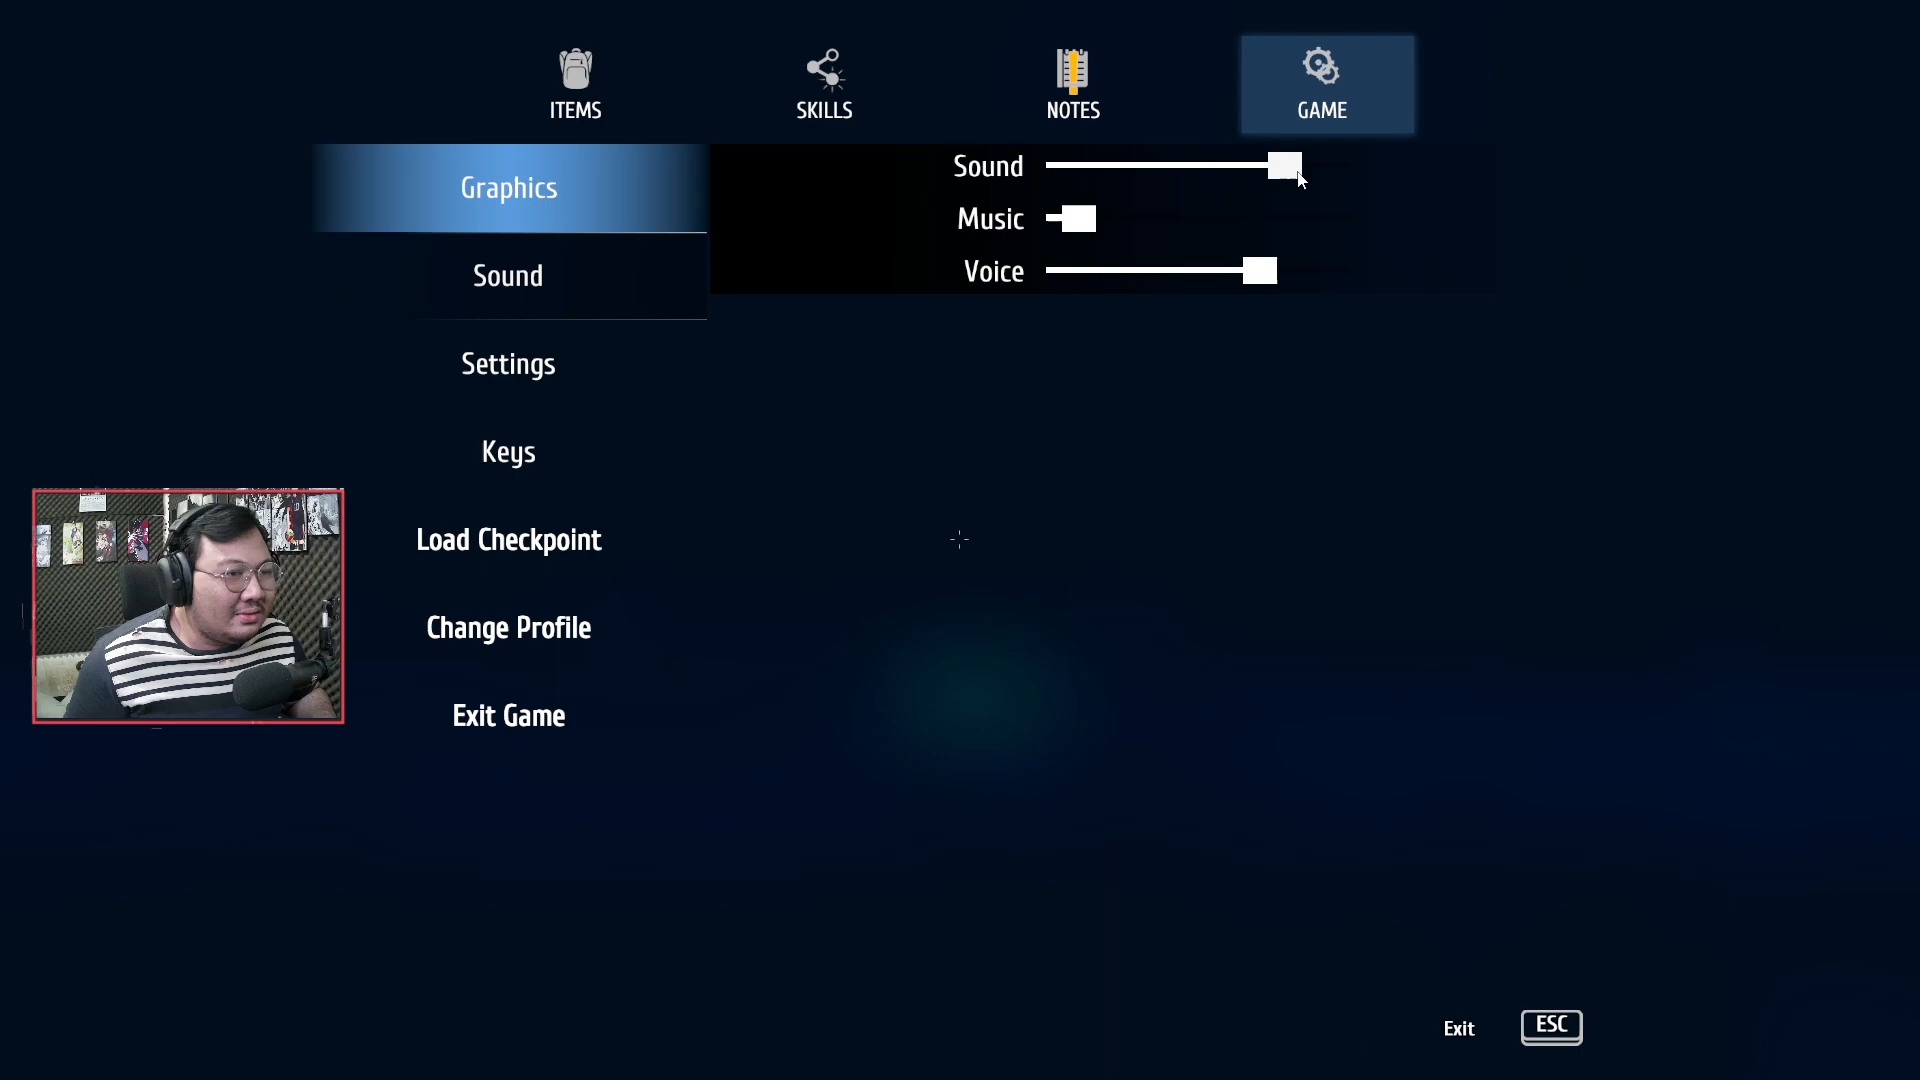 ITEMS
SKILLS
NOTES
GAME
Graphics
Sound
Settings
Keys
Load Checkpoint
Change Profile
Exit Game
Sound
Music
Voice
Exit
ESC